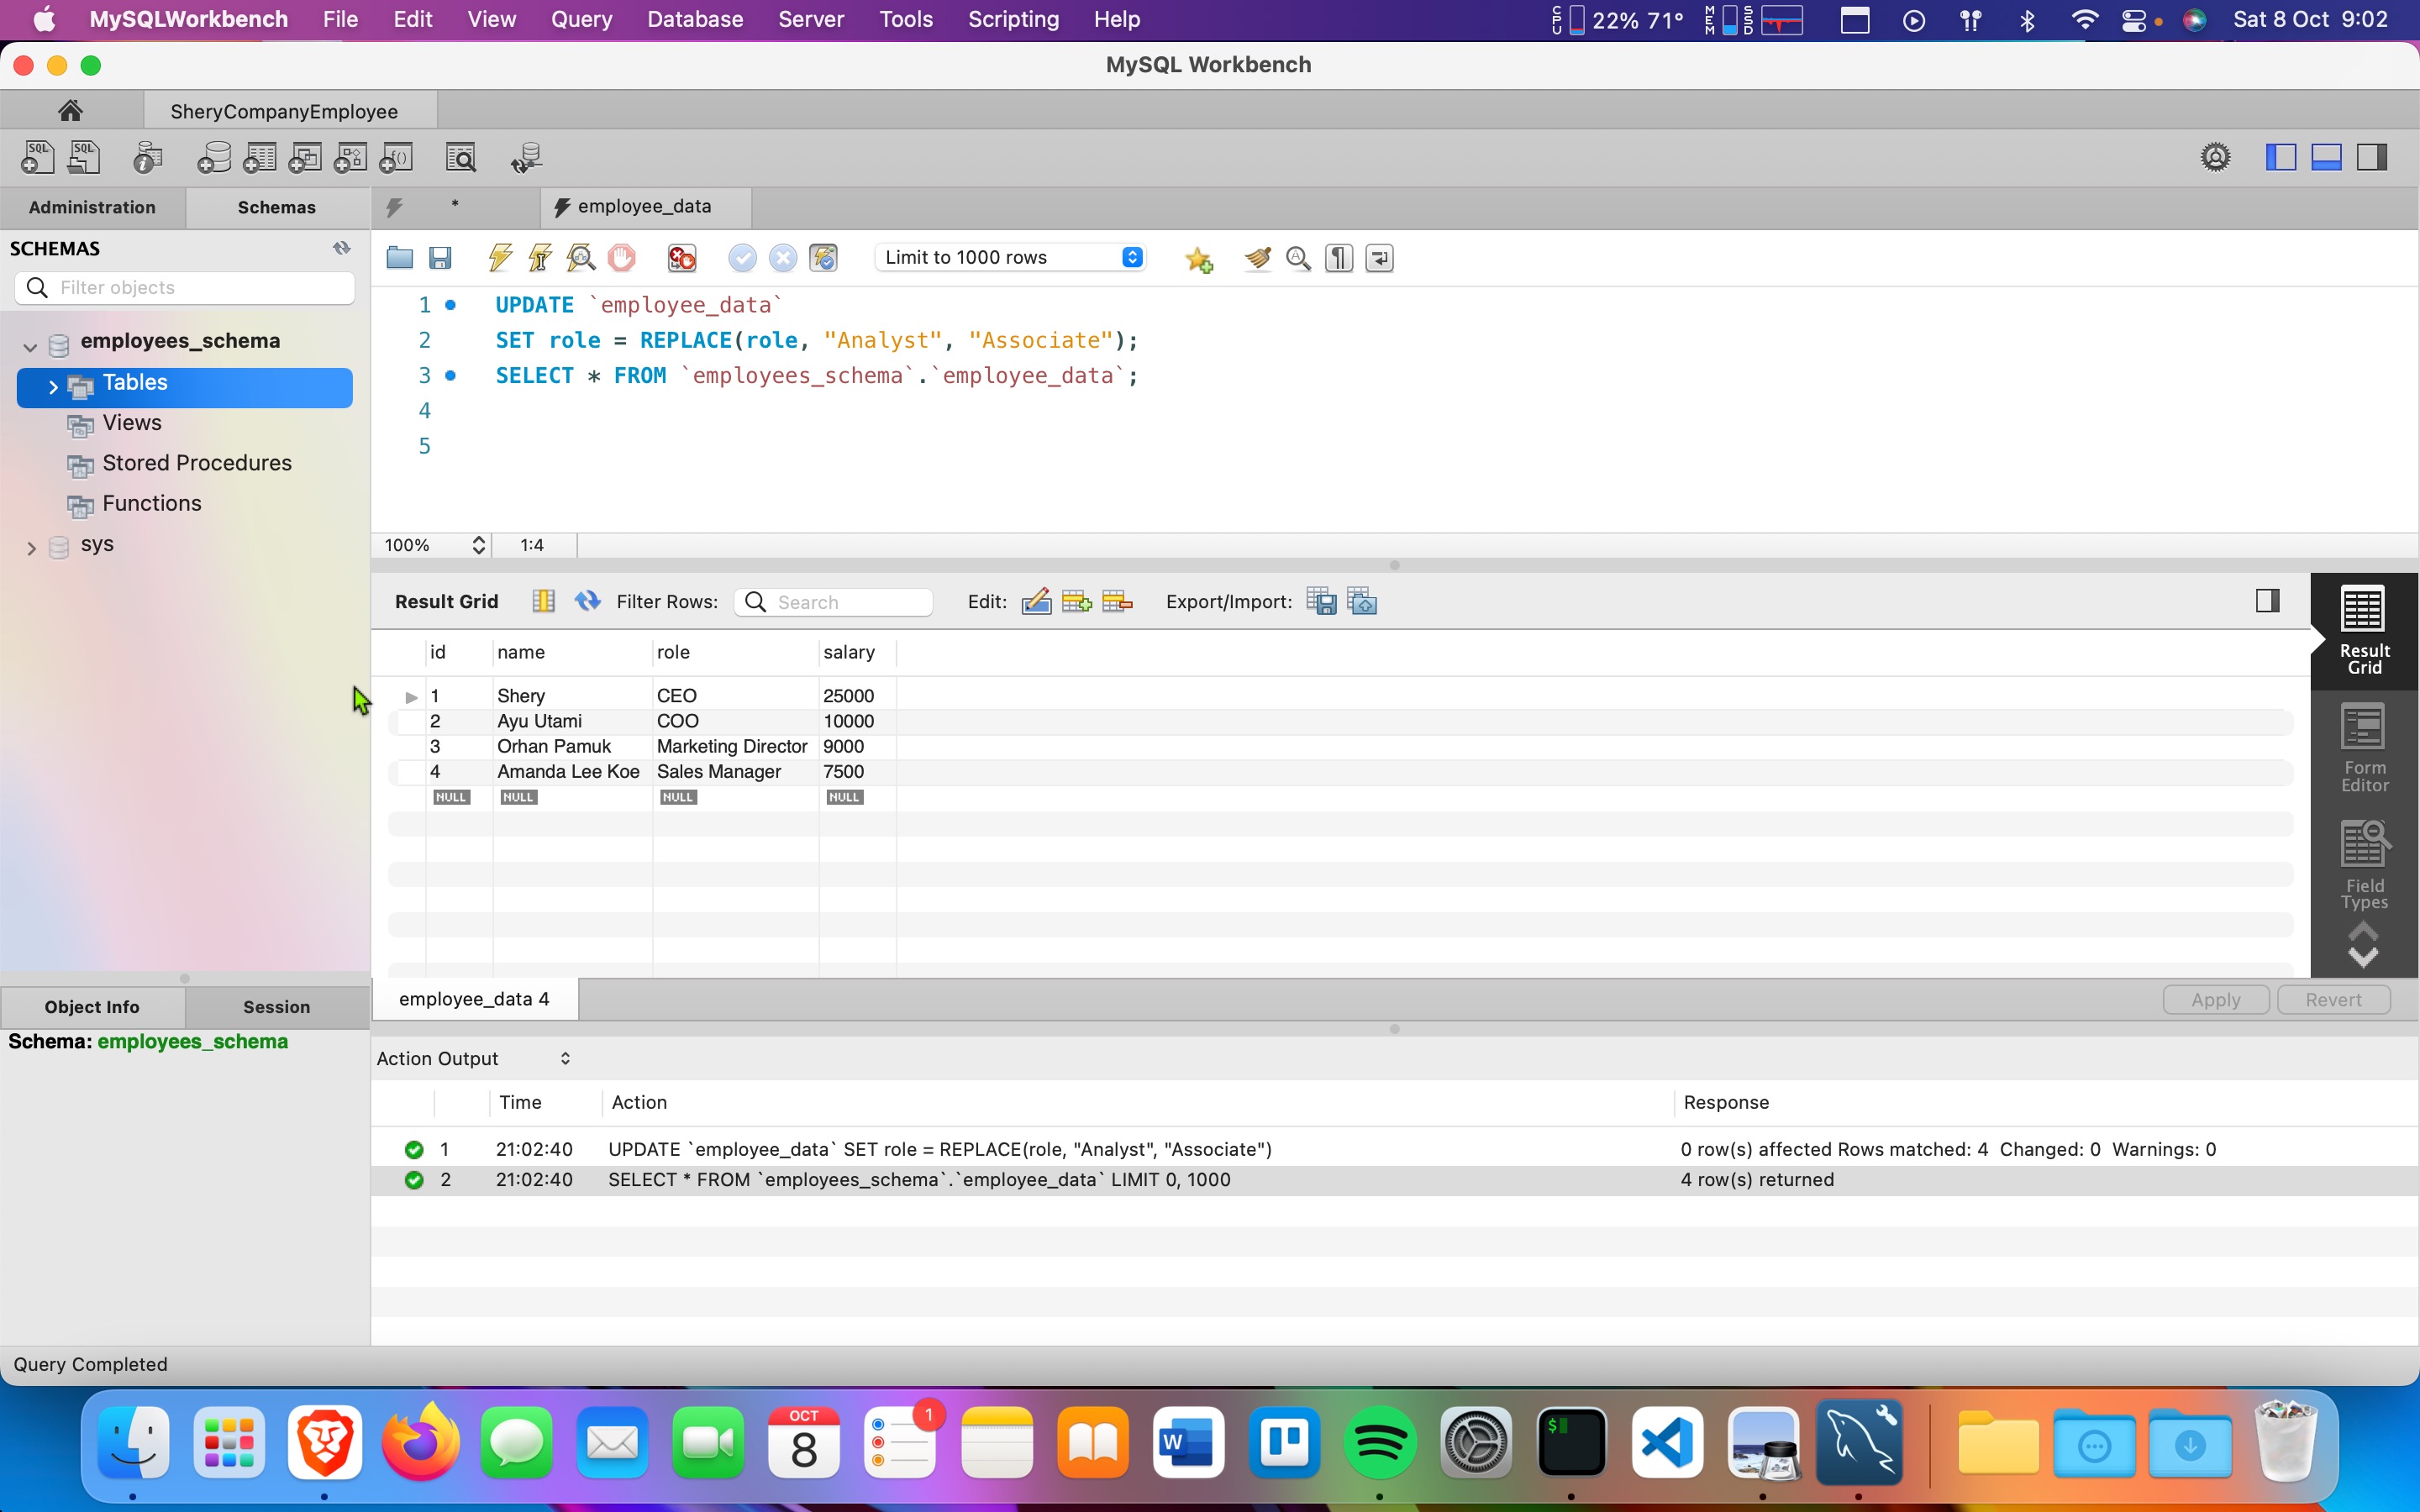 MySQLWorkbench File Edit View Query Database Server Tools Scripting Help CPU 22% 71° MEM SSD Sat 8 Oct 9:02
MySQL Workbench
SheryCompanyEmployee
SQL SQL
Administration Schemas * employee_data
SCHEMAS
Limit to 1000 rows
Filter objects
employees_schema
Tables
Views
Stored Procedures
Functions
sys
1 UPDATE `employee_data`
2 SET role = REPLACE(role, "Analyst", "Associate");
3 SELECT * FROM `employees_schema`.`employee_data`;
4
5
100% 1:4
Result Grid Filter Rows: Search Edit: Export/Import:
id name role salary
1 Shery CEO 25000
2 Ayu Utami COO 10000
3 Orhan Pamuk Marketing Director 9000
4 Amanda Lee Koe Sales Manager 7500
NULL NULL NULL NULL
Result
Grid
Form
Editor
Field
Types
employee_data 4 Apply Revert
Object Info Session
Schema: employees_schema
Action Output
Time Action Response
1 21:02:40 UPDATE `employee_data` SET role = REPLACE(role, "Analyst", "Associate") 0 row(s) affected Rows matched: 4 Changed: 0 Warnings: 0
2 21:02:40 SELECT * FROM `employees_schema`.`employee_data` LIMIT 0, 1000 4 row(s) returned
Query Completed
OCT
8
1
W
$